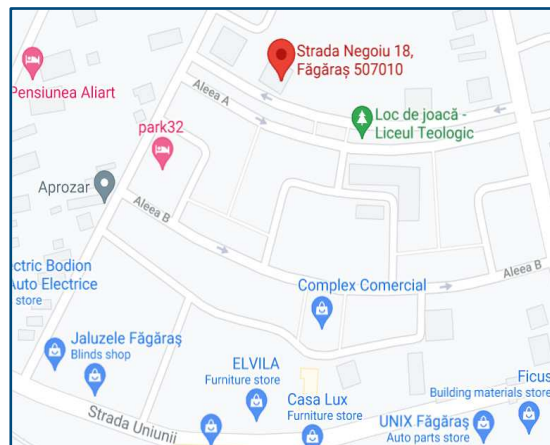 Strada Negoiu 18,
Făgăraș 507010
Pensiunea Aliart
Aleea A
Loc de joacă -
Liceul Teologic
park32
Aprozar
Aleea B
Aleea B
ectric Bodion
Auto Electrice
store
Complex Comercial
Jaluzele Făgăraș
Blinds shop
ELVILA
Furniture store
Ficus
Building materials store
Casa Lux
Furniture store
Strada Uniunii
UNIX Făgăraș
Auto parts store